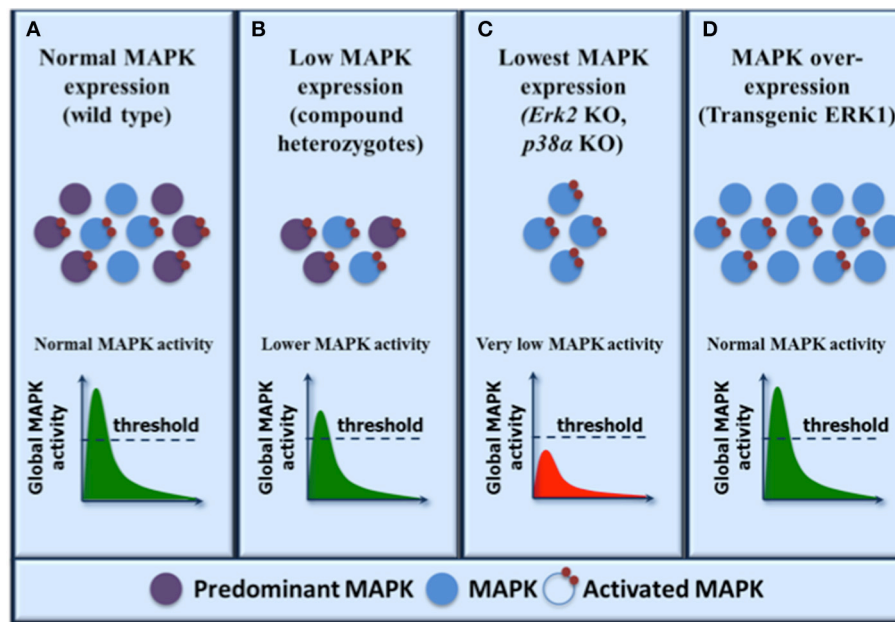 A
Normal MAPK
expression
(wild type)
Normal MAPK activity
Global MAPK
activity
threshold
B
Low MAPK
expression
(compound
heterozygotes)
Lower MAPK activity
Global MAPK
activity
threshold
C
Lowest MAPK
expression
(Erk2 KO,
p38α KO)
Very low MAPK activity
Global MAPK
activity
threshold
D
MAPK over-
expression
(Transgenic ERK1)
Normal MAPK activity
Global MAPK
activity
threshold
Predominant MAPK MAPK Activated MAPK